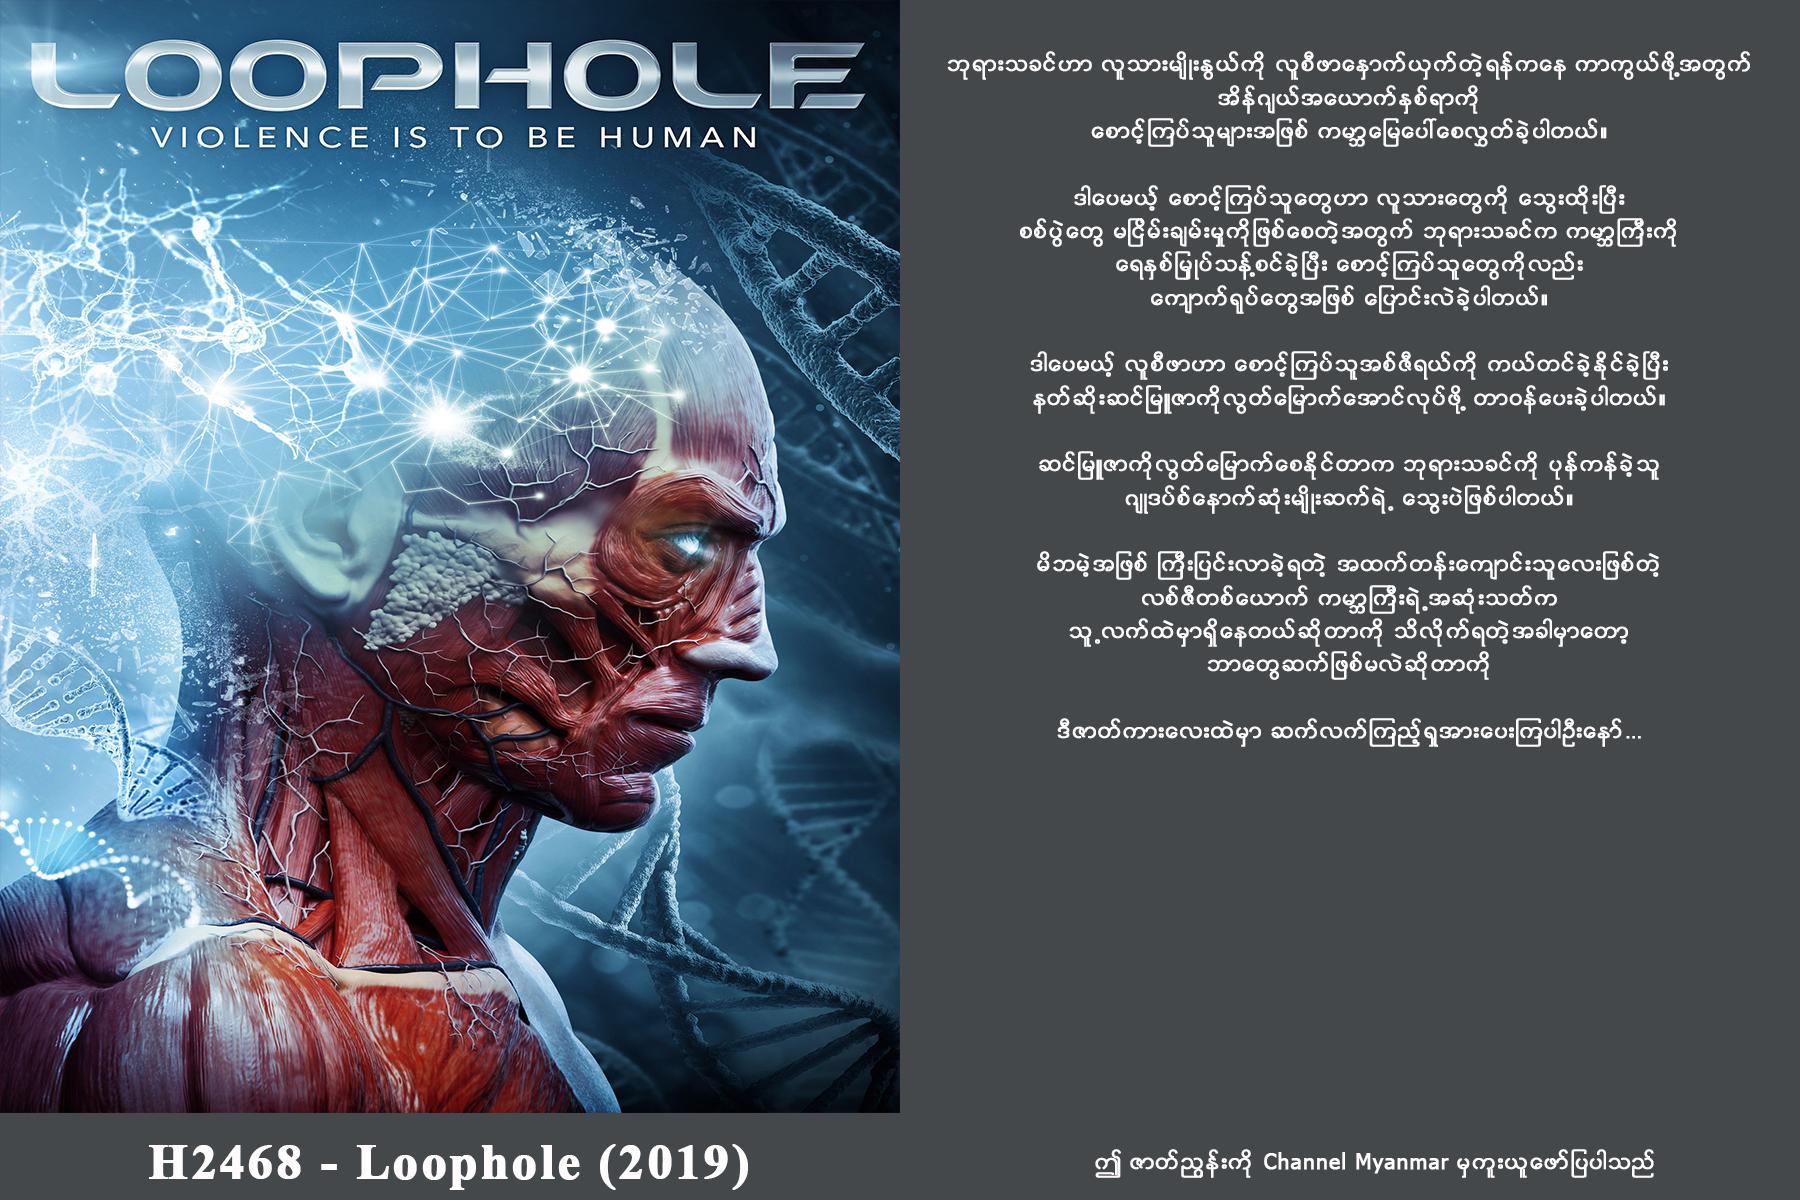 LOOPHOLE
VIOLENCE IS TO BE HUMAN
ဘုရားသခင်ဟာ လူသားမျိုးနွယ်ကို လူစီဖာနှောက်ယှက်တဲ့ရန်ကနေ ကာကွယ်ဖို့အတွက်
အိန်ဂျယ်အယောက်နှစ်ရာကို
စောင့်ကြပ်သူများအဖြစ် ကမ္ဘာမြေပေါ်စေလွှတ်ခဲ့ပါတယ်။
ဒါပေမယ့် စောင့်ကြပ်သူတွေဟာ လူသားတွေကို သွေးထိုးပြီး
စစ်ပွဲတွေ မငြိမ်းချမ်းမှုကိုဖြစ်စေတဲ့အတွက် ဘုရားသခင်က ကမ္ဘာကြီးကို
ရေနှစ်မြှုပ်သန့်စင်ခဲ့ပြီး စောင့်ကြပ်သူတွေကိုလည်း
ကျောက်ရုပ်တွေအဖြစ် ပြောင်းလဲခဲ့ပါတယ်။
ဒါပေမယ့် လူစီဖာဟာ စောင့်ကြပ်သူအစ်ဇီရယ်ကို ကယ်တင်ခဲ့နိုင်ခဲ့ပြီး
နတ်ဆိုးဆင်မြူဇာကိုလွတ်မြောက်အောင်လုပ်ဖို့ တာဝန်ပေးခဲ့ပါတယ်။
ဆင်မြူဇာကိုလွတ်မြောက်စေနိုင်တာက ဘုရားသခင်ကို ပုန်ကန်ခဲ့သူ
ဂျုဒပ်စ်နောက်ဆုံးမျိုးဆက်ရဲ့ သွေးပဲဖြစ်ပါတယ်။
မိဘမဲ့အဖြစ် ကြီးပြင်းလာခဲ့ရတဲ့ အထက်တန်းကျောင်းသူလေးဖြစ်တဲ့
လစ်ဇီတစ်ယောက် ကမ္ဘာကြီးရဲ့အဆုံးသတ်က
သူ့လက်ထဲမှာရှိနေတယ်ဆိုတာကို သိလိုက်ရတဲ့အခါမှာတော့
ဘာတွေဆက်ဖြစ်မလဲဆိုတာကို
ဒီဇာတ်ကားလေးထဲမှာ ဆက်လက်ကြည့်ရှုအားပေးကြပါဦးနော်...
H2468 - Loophole (2019)
ဤ ဇာတ်ညွှန်းကို Channel Myanmar မှကူးယူဖော်ပြပါသည်